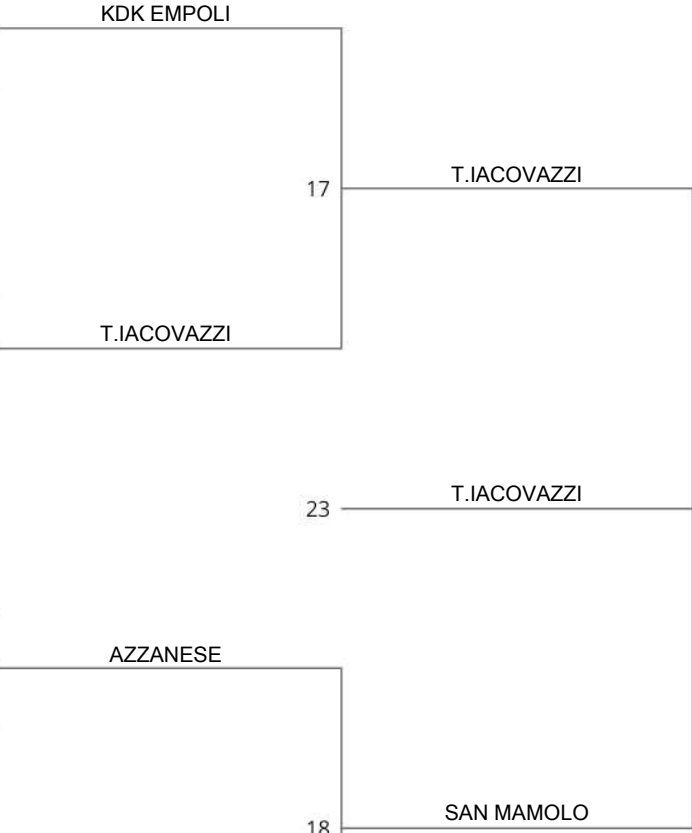 KDK EMPOLI
17
T.IACOVAZZI
T.IACOVAZZI
23
T.IACOVAZZI
AZZANESE
SAN MAMOLO
18